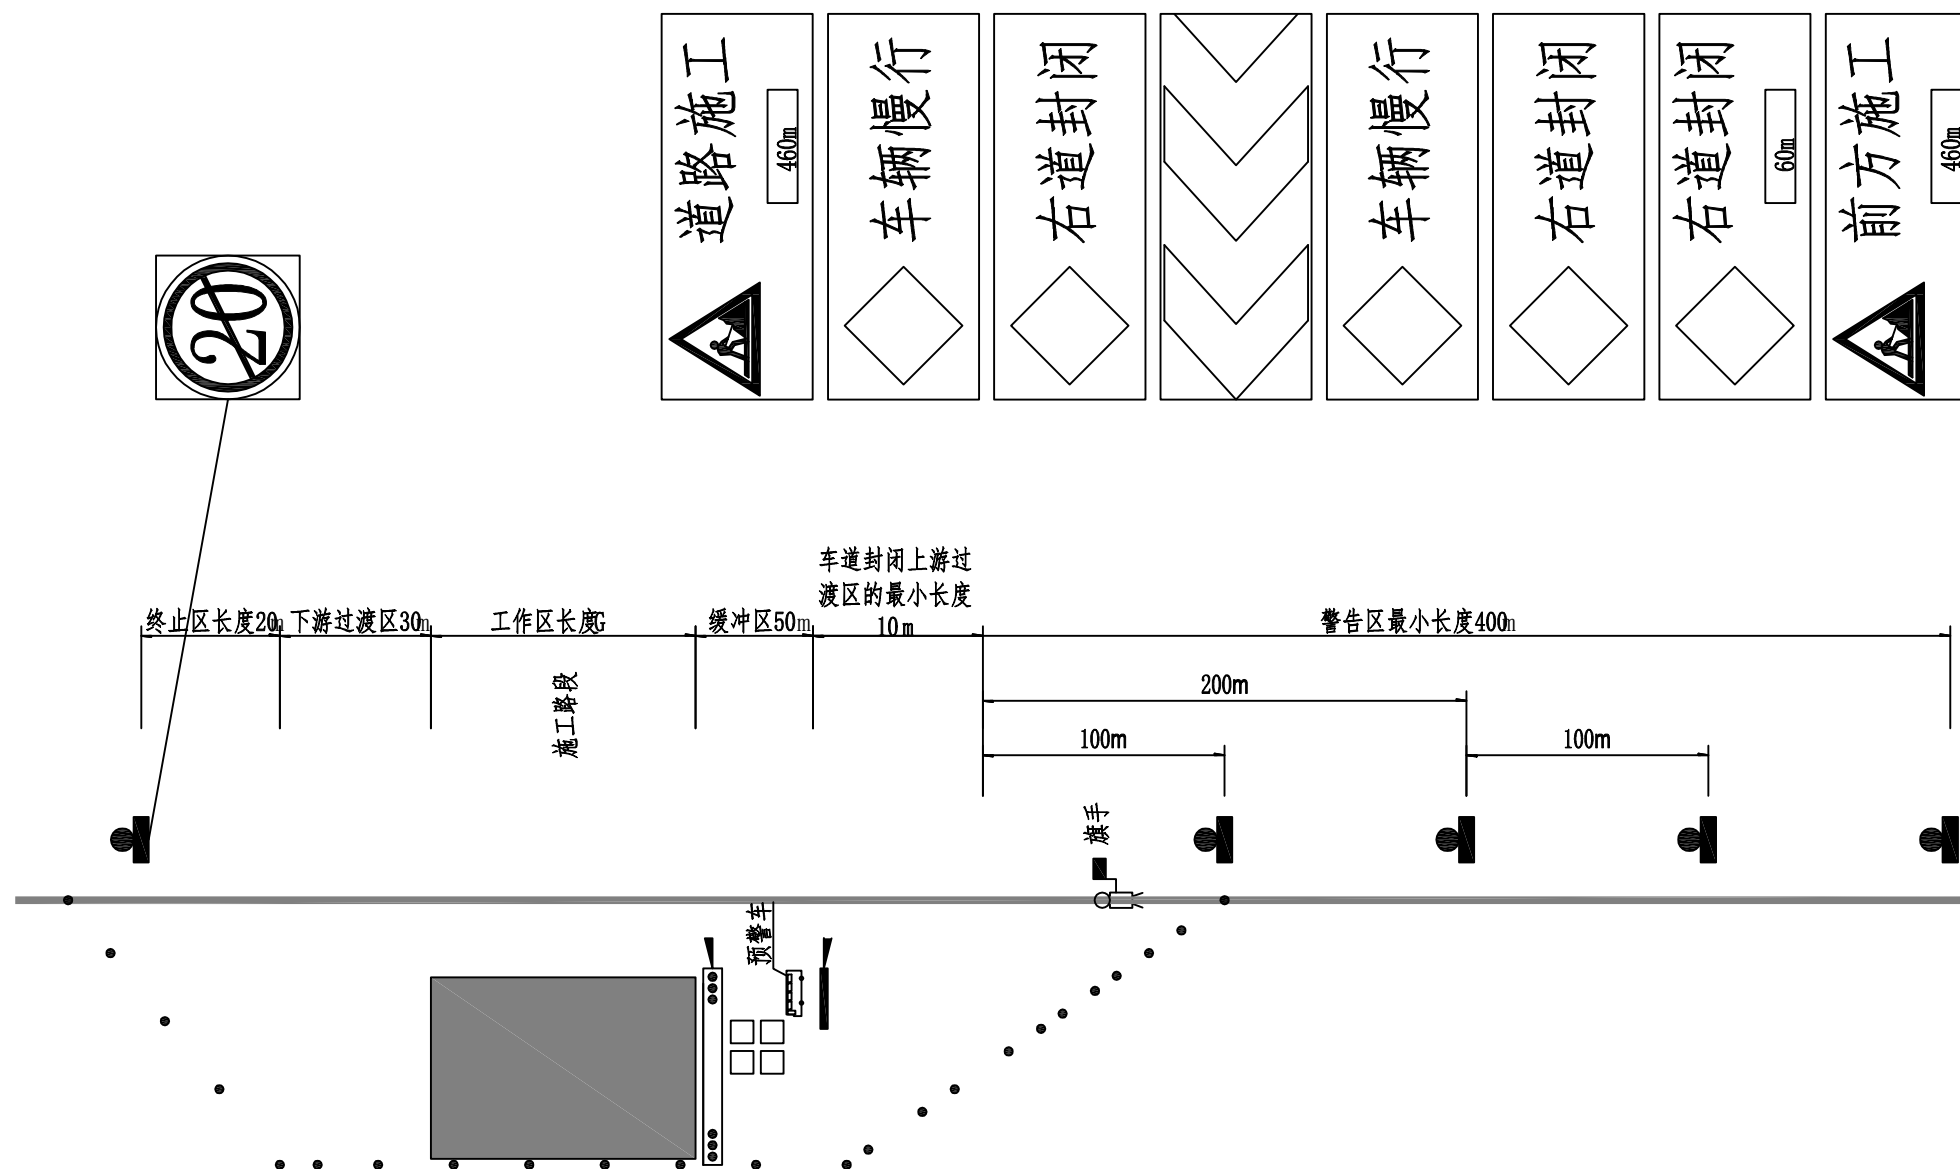 道路施工
460m
车辆慢行
右道封闭
车辆慢行
右道封闭
右道封闭
60m
前方施工
460m
20
车道封闭上游过
渡区的最小长度
10m
终止区长度20m
下游过渡区30m
工作区长度G
缓冲区50m
警告区最小长度400m
施工路段
200m
100m
100m
旗手
预警车